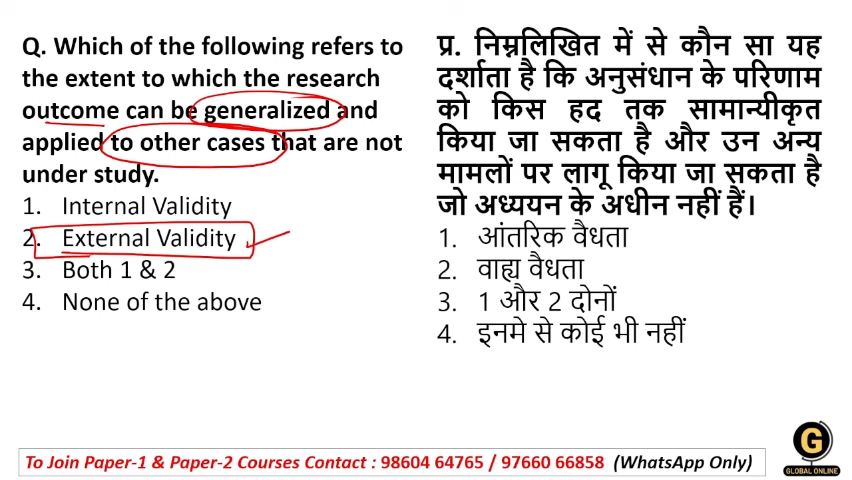 Q. Which of the following refers to
the extent to which the research
outcome can be generalized and
applied to other cases that are not
under study.
1. Internal Validity
2. External Validity
3. Both 1 & 2
4. None of the above
प्र. निम्नलिखित में से कौन सा यह
दर्शाता है कि अनुसंधान के परिणाम
को किस हद तक सामान्यीकृत
किया जा सकता है और उन अन्य
मामलों पर लागू किया जा सकता है
जो अध्ययन के अधीन नहीं हैं।
1. आंतरिक वैधता
2. वाह्य वैधता
3. 1 और 2 दोनों
4. इनमे से कोई भी नहीं
To Join Paper-1 & Paper-2 Courses Contact : 98604 64765 / 97660 66858 (WhatsApp Only)
G
GLOBAL ONLINE